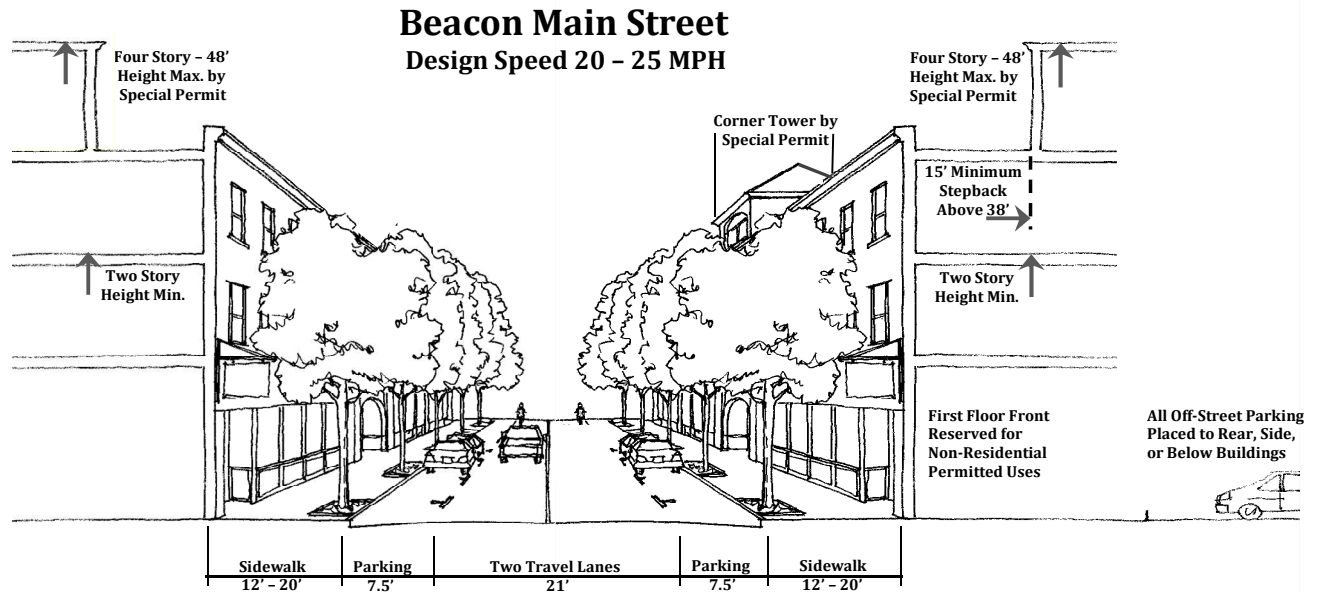 Beacon Main Street
Design Speed 20 – 25 MPH
Four Story – 48’
Height Max. by
Special Permit
Four Story – 48’
Height Max. by
Special Permit
Corner Tower by
Special Permit
15’ Minimum
Stepback
Above 38’
Two Story
Height Min.
Two Story
Height Min.
First Floor Front
Reserved for
Non-Residential
Permitted Uses
All Off-Street Parking
Placed to Rear, Side,
or Below Buildings
Sidewalk
12’ – 20’
Parking
7.5’
Two Travel Lanes
21’
Parking
7.5’
Sidewalk
12’ – 20’